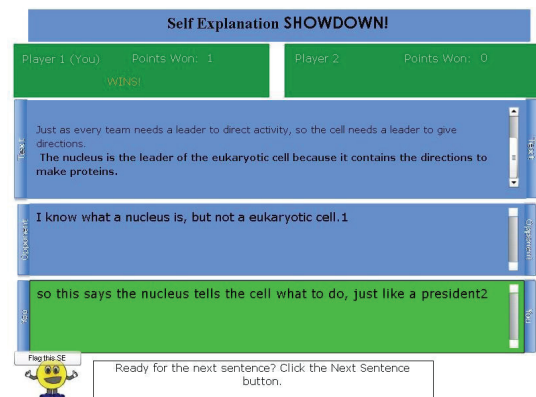 Self Explanation SHOWDOWN!
Player 1 (You) Points Won: 1 Player 2 Points Won: 0
WINS!
Just as every team needs a leader to direct activity, so the cell needs a leader to give
directions.
The nucleus is the leader of the eukaryotic cell because it contains the directions to
make proteins.
Opponent
I know what a nucleus is, but not a eukaryotic cell.1
Opponent
You
so this says the nucleus tells the cell what to do, just like a president2
You
Flag this SE
Ready for the next sentence? Click the Next Sentence
button.